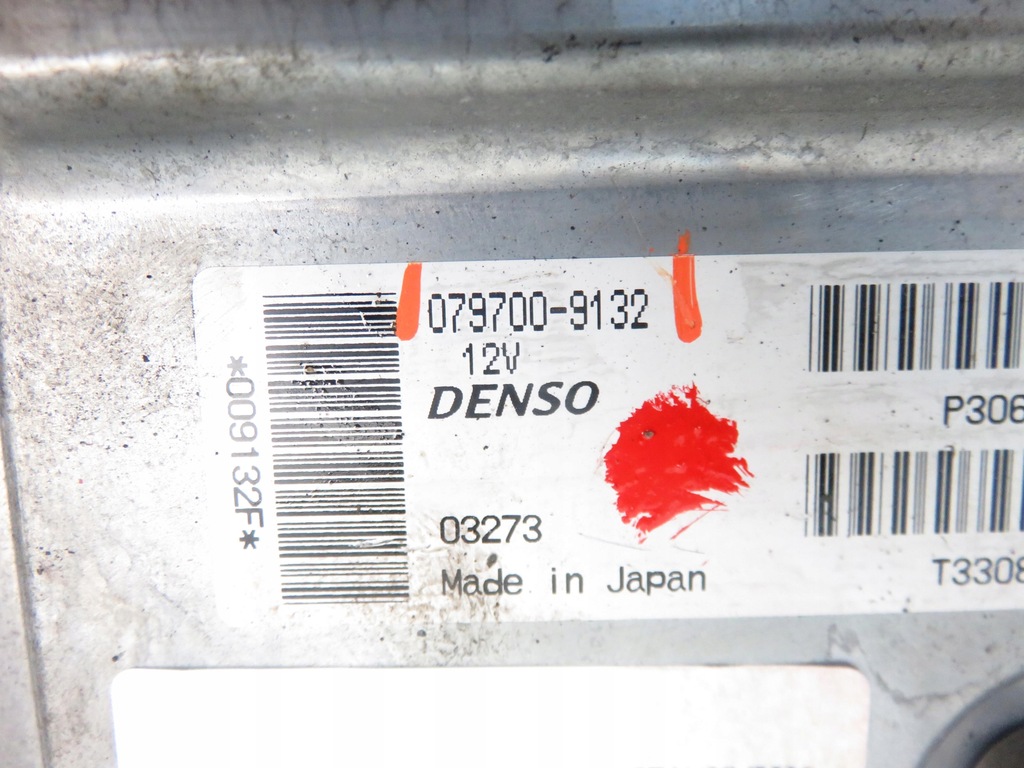 *009132F*
079700-9132
12V
DENSO
03273
Made in Japan
P306
T3308